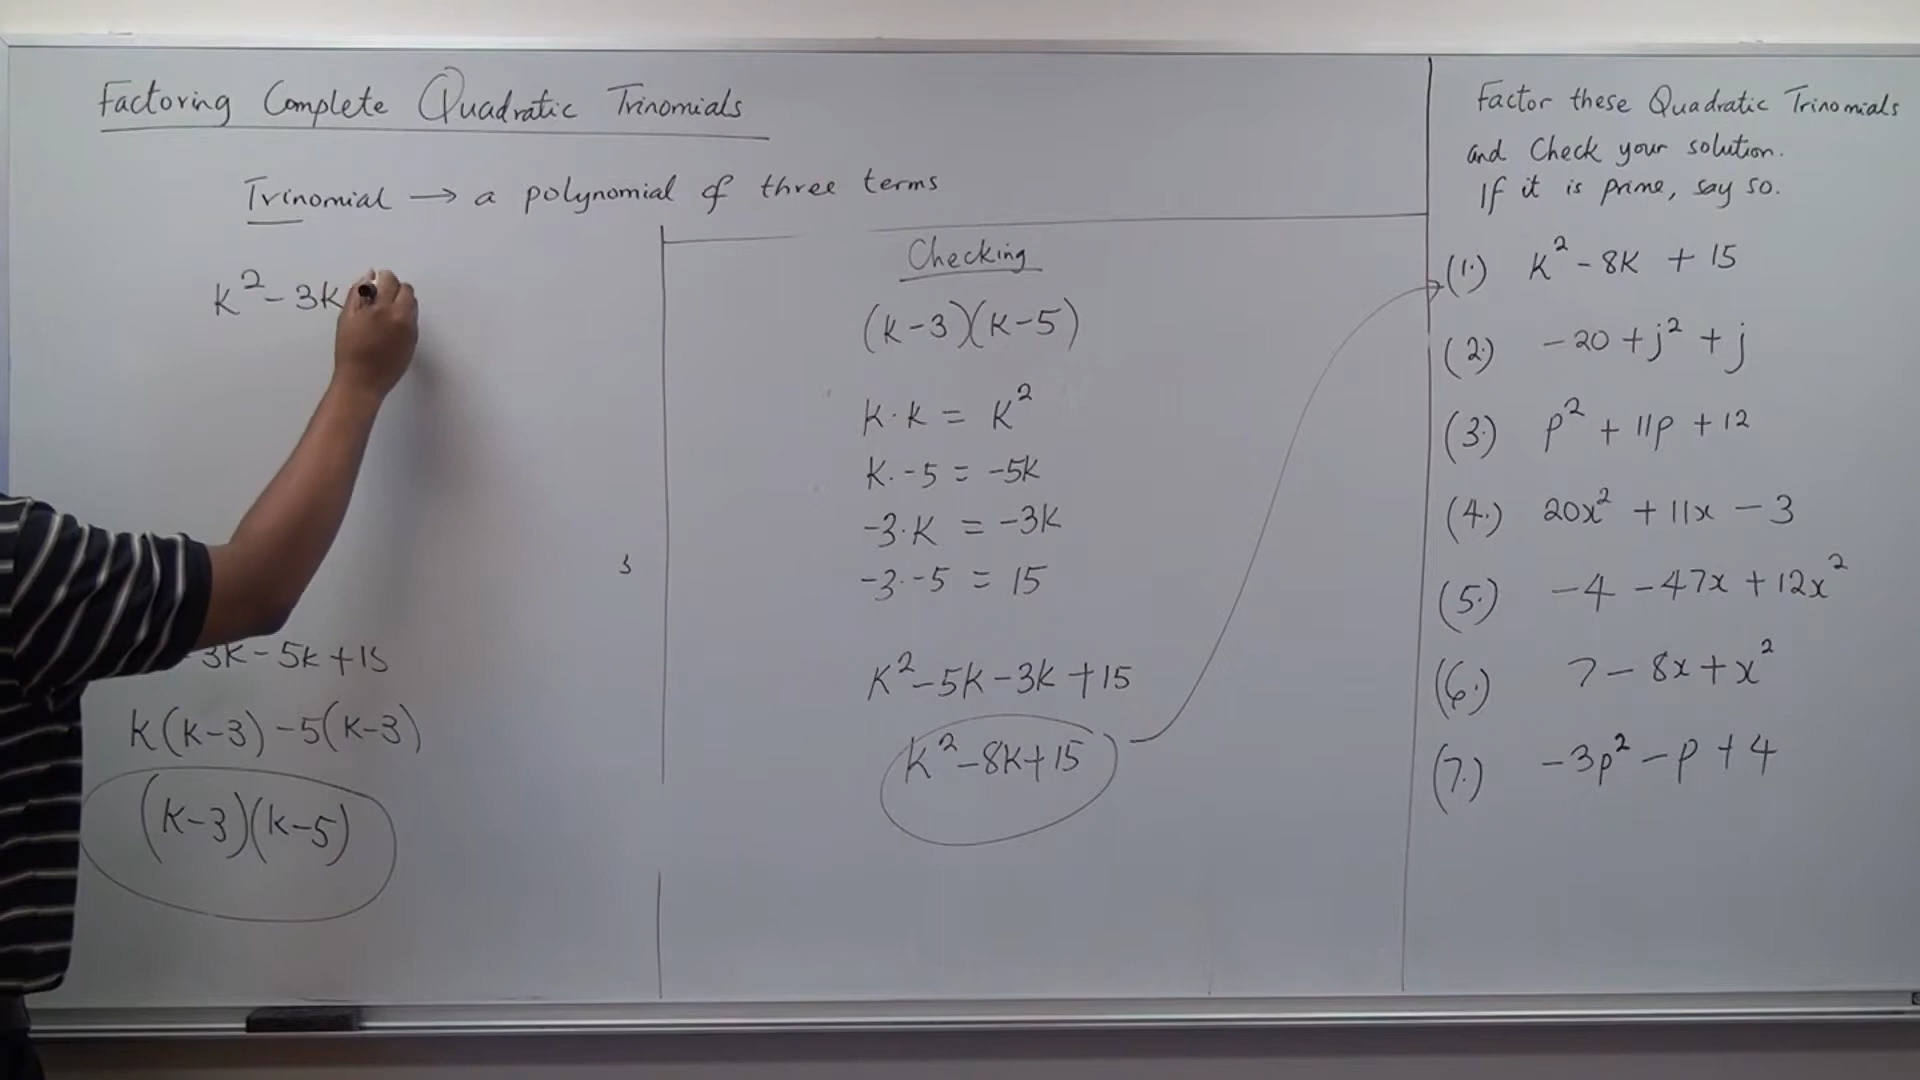 Factoring Complete Quadratic Trinomials
Trinomial → a polynomial of three terms
K² - 3K
3K - 5K + 15
K(K-3) - 5(K-3)
(K-3)(K-5)
Checking
(K-3)(K-5)
K·K = K²
K·-5 = -5K
-3·K = -3K
-3·-5 = 15
K² - 5K - 3K + 15
K² - 8K + 15
Factor these Quadratic Trinomials
and Check your solution.
If it is prime, say so.
(1.) K² - 8K + 15
(2.) -20 + j² + j
(3.) p² + 11p + 12
(4.) 20x² + 11x - 3
(5.) -4 - 47x + 12x²
(6.) 7 - 8x + x²
(7.) -3p² - p + 4